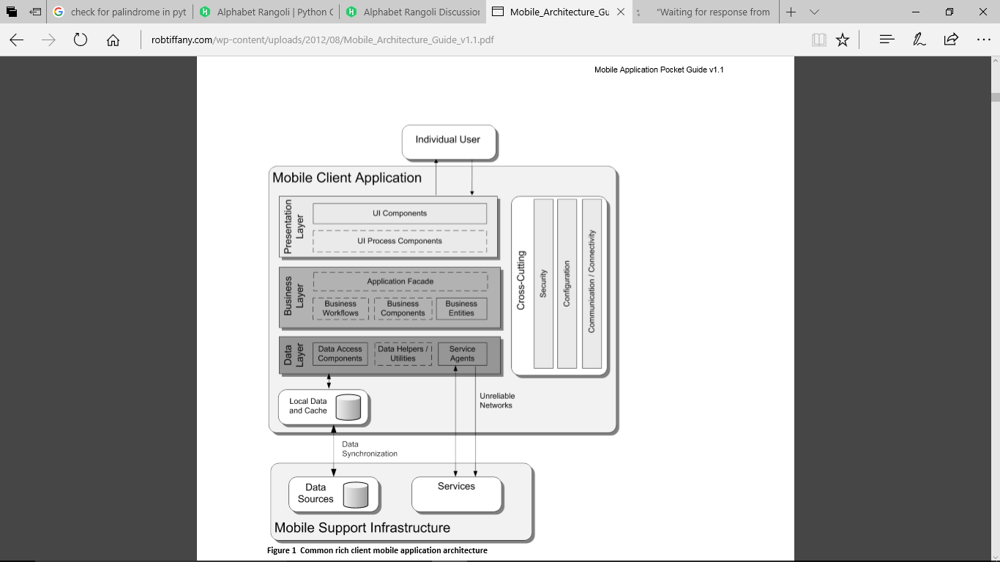 check for palindrome in pyt
Alphabet Rangoli | Python C
Alphabet Rangoli Discussion
Mobile_Architecture_Gu
"Waiting for response from
robtiffany.com/wp-content/uploads/2012/08/Mobile_Architecture_Guide_v1.1.pdf
Mobile Application Pocket Guide v1.1
Individual User
Mobile Client Application
Presentation
Layer
UI Components
UI Process Components
Business
Layer
Application Facade
Business
Workflows
Business
Components
Business
Entities
Data
Layer
Data Access
Components
Data Helpers /
Utilities
Service
Agents
Cross-Cutting
Security
Configuration
Communication / Connectivity
Local Data
and Cache
Unreliable
Networks
Data
Synchronization
Data
Sources
Services
Mobile Support Infrastructure
Figure 1 Common rich client mobile application architecture